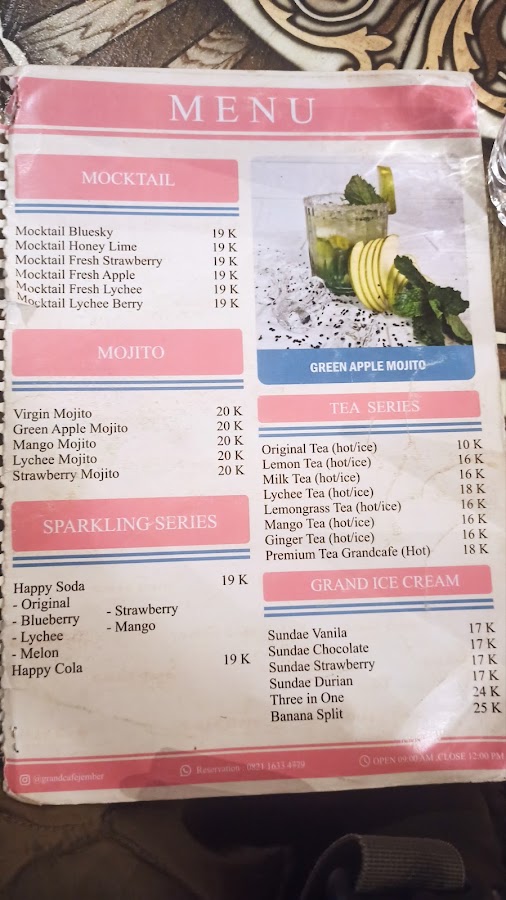 MENU
MOCKTAIL
Mocktail Bluesky 19 K
Mocktail Honey Lime 19 K
Mocktail Fresh Strawberry 19 K
Mocktail Fresh Apple 19 K
Mocktail Fresh Lychee 19 K
Mocktail Lychee Berry 19 K
MOJITO
Virgin Mojito 20 K
Green Apple Mojito 20 K
Mango Mojito 20 K
Lychee Mojito 20 K
Strawberry Mojito 20 K
SPARKLING SERIES
Happy Soda 19 K
- Original
- Strawberry
- Blueberry
- Mango
- Lychee
- Melon
Happy Cola 19 K
GREEN APPLE MOJITO
TEA SERIES
Original Tea (hot/ice) 10 K
Lemon Tea (hot/ice) 16 K
Milk Tea (hot/ice) 16 K
Lychee Tea (hot/ice) 18 K
Lemongrass Tea (hot/ice) 16 K
Mango Tea (hot/ice) 16 K
Ginger Tea (hot/ice) 16 K
Premium Tea Grandcafe (Hot) 18 K
GRAND ICE CREAM
Sundae Vanila 17 K
Sundae Chocolate 17 K
Sundae Strawberry 17 K
Sundae Durian 17 K
Three in One 24 K
Banana Split 25 K
@grandcafejember
Reservation : 0821 1633
OPEN 09:00 AM CLOSE 12:00 PM